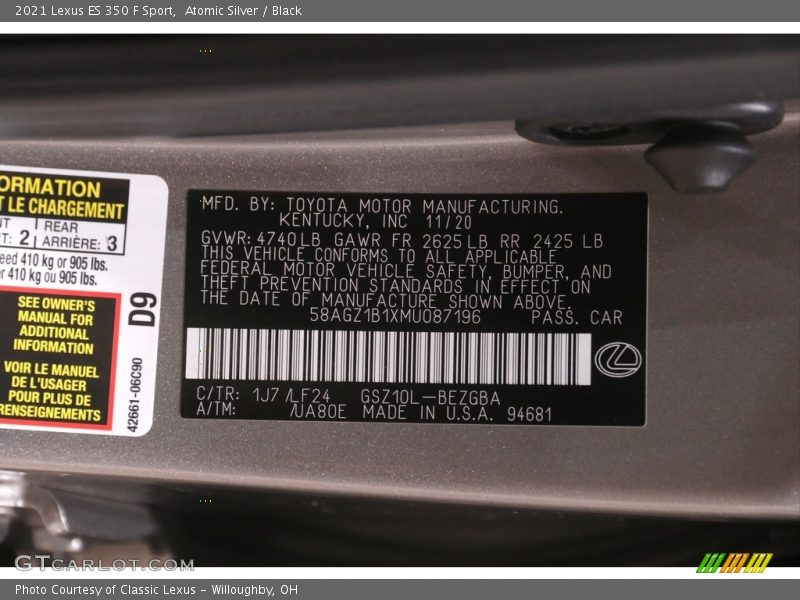 2021 Lexus ES 350 F Sport,  Atomic Silver / Black
ORMATION
T LE CHARGEMENT
NT
T: 2
REAR
ARRIÈRE: 3
eed 410 kg or 905 lbs.
r 410 kg ou 905 lbs.
SEE OWNER'S
MANUAL FOR
ADDITIONAL
INFORMATION
VOIR LE MANUEL
DE L'USAGER
POUR PLUS DE
RENSEIGNEMENTS
D9
42661-06C90
MFD. BY: TOYOTA MOTOR MANUFACTURING.
KENTUCKY, INC 11/20
GVWR: 4740LB GAWR FR 2625LB RR 2425 LB
THIS VEHICLE CONFORMS TO ALL APPLICABLE
FEDERAL MOTOR VEHICLE SAFETY, BUMPER, AND
THEFT PREVENTION STANDARDS IN EFFECT ON
THE DATE OF MANUFACTURE SHOWN ABOVE.
58AGZ1B1XMU087196 PASS. CAR
C/TR: 1J7 /LF24 GSZ10L-BEZGBA
A/TM: /UA80E MADE IN U.S.A. 94681
GTCARLOT.COM
Photo Courtesy of Classic Lexus - Willoughby, OH